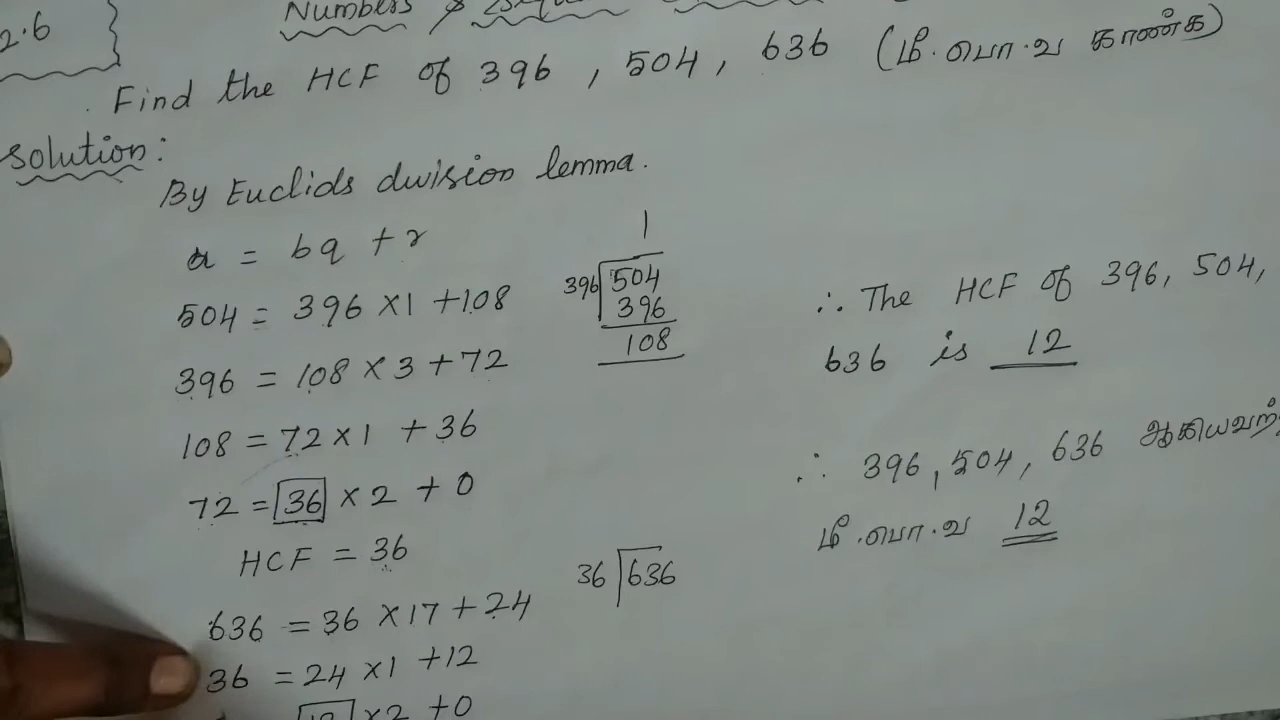 2.6
Numbers &
Find the HCF of 396, 504, 636 (மீ.பொ.வ காண்க)
Solution:
By Euclids division lemma.
a = bq + r
504 = 396 × 1 + 108
396 = 108 × 3 + 72
108 = 72 × 1 + 36
72 = 36 × 2 + 0
HCF = 36
636 = 36 × 17 + 24
36 = 24 × 1 + 12
12 × 2 + 0
1
396 504
396
108
36 636
∴ The HCF of 396, 504,
636 is 12
∴ 396, 504, 636
மீ.பொ.வ 12